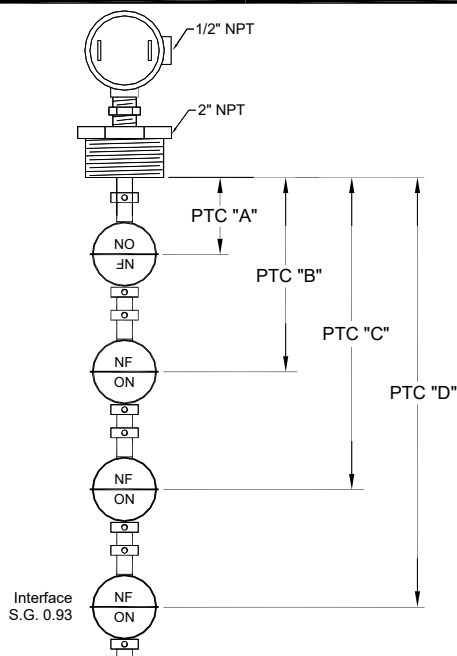 1/2" NPT
2" NPT
PTC "A"
ON
NF
PTC "B"
PTC "C"
NF
ON
PTC "D"
NF
ON
Interface
S.G. 0.93
NF
ON